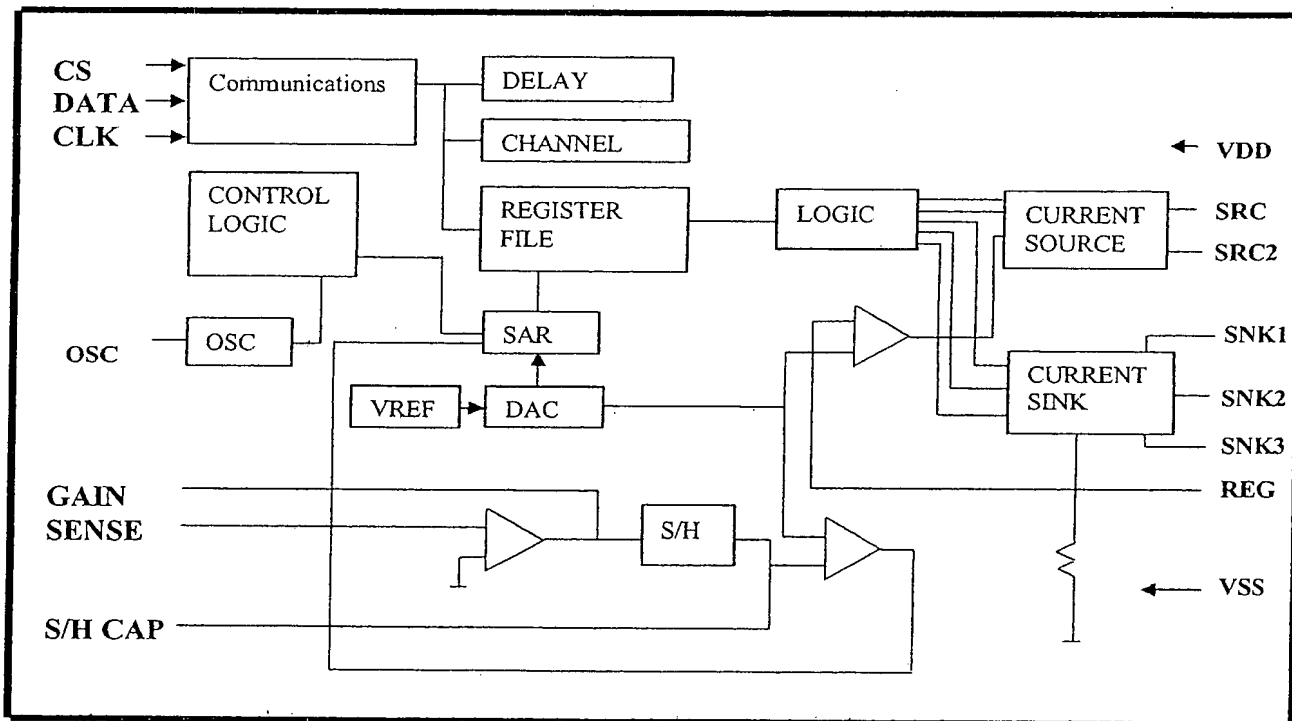 CS
DATA
CLK
Communications
DELAY
CHANNEL
VDD
CONTROL
LOGIC
REGISTER
FILE
LOGIC
CURRENT
SOURCE
SRC
SRC2
OSC
OSC
SAR
VREF
DAC
CURRENT
SINK
SNK1
SNK2
SNK3
GAIN
SENSE
S/H
REG
S/H CAP
VSS